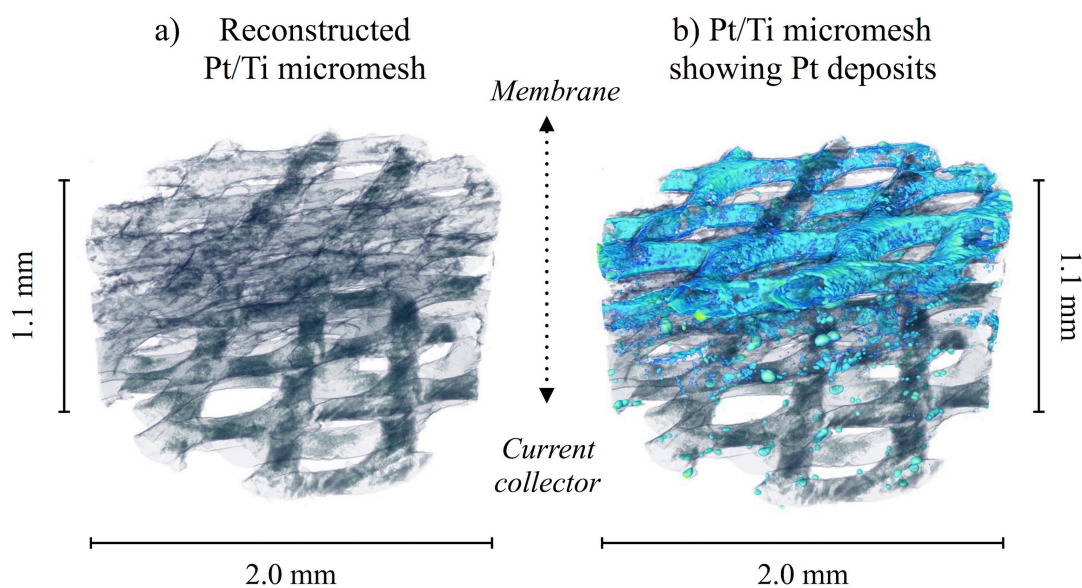 a) Reconstructed
Pt/Ti micromesh
b) Pt/Ti micromesh
showing Pt deposits
Membrane
1.1 mm
1.1 mm
Current
collector
2.0 mm
2.0 mm